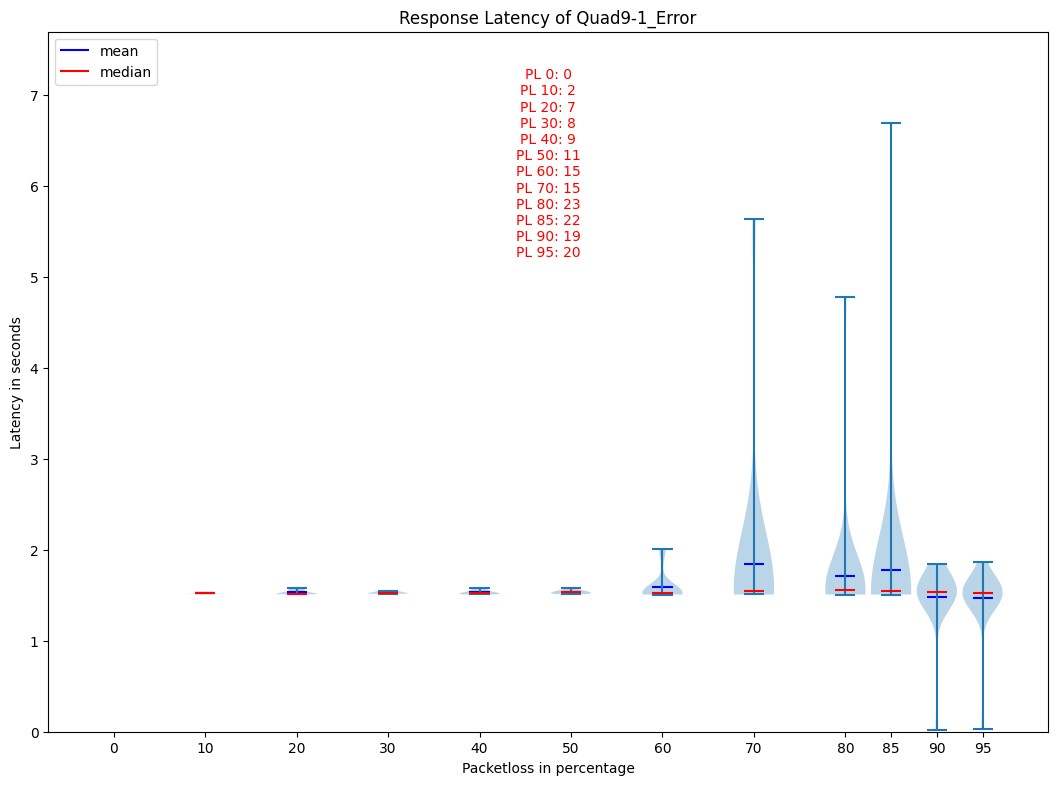 Response Latency of Quad9-1_Error
mean
median
PL 0: 0
PL 10: 2
PL 20: 7
PL 30: 8
PL 40: 9
PL 50: 11
PL 60: 15
PL 70: 15
PL 80: 23
PL 85: 22
PL 90: 19
PL 95: 20
Latency in seconds
7
6
5
4
3
2
1
0
0 10 20 30 40 50 60 70 80 85 90 95
Packetloss in percentage